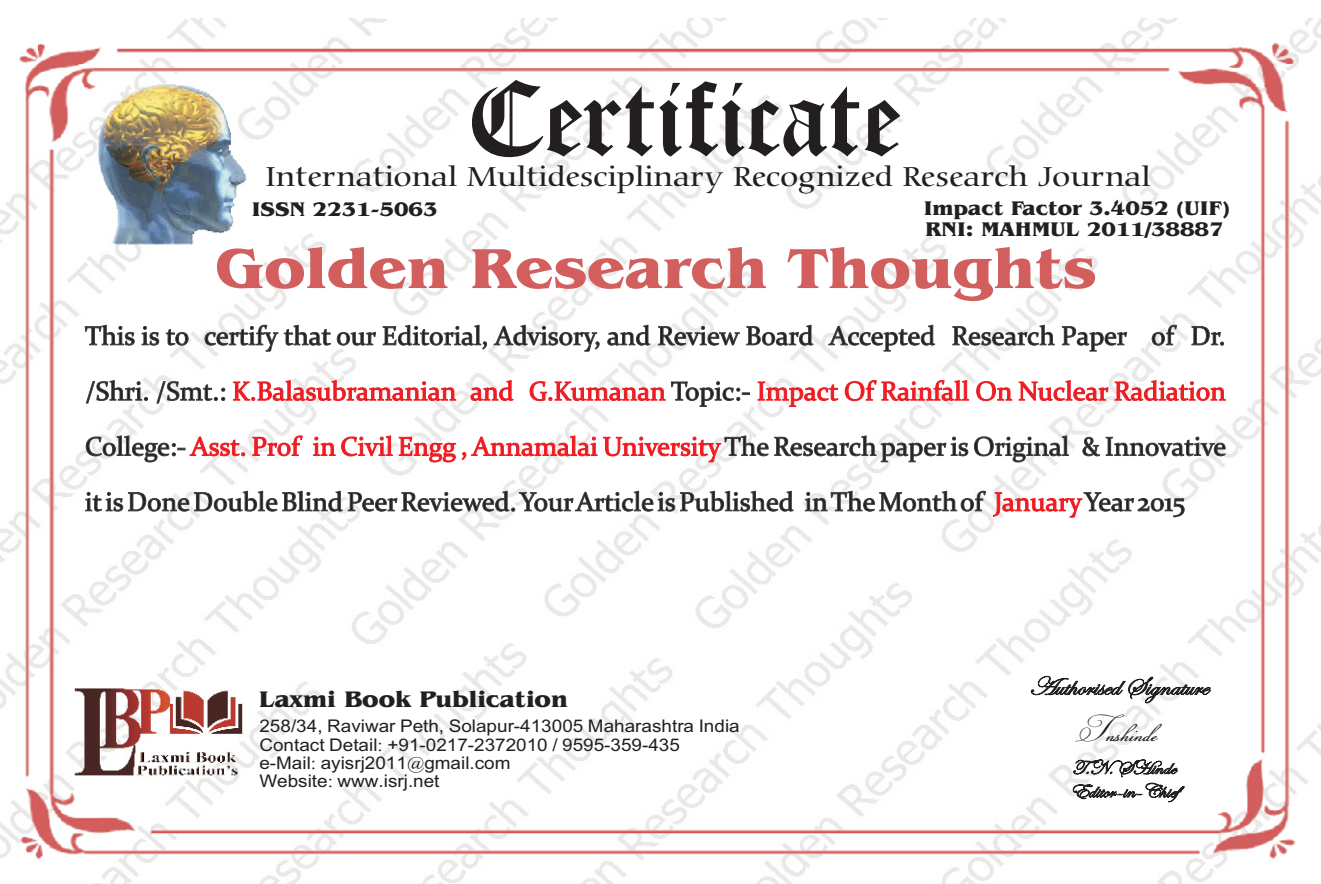 Certificate
International Multidesciplinary Recognized Research Journal
ISSN 2231-5063
Impact Factor 3.4052 (UIF)
RNI: MAHMUL 2011/38887
Golden Research Thoughts
This is to certify that our Editorial, Advisory, and Review Board Accepted Research Paper of Dr.
/Shri. /Smt.: K.Balasubramanian and G.Kumanan Topic:- Impact Of Rainfall On Nuclear Radiation
College:- Asst. Prof in Civil Engg , Annamalai University The Research paper is Original & Innovative
it is Done Double Blind Peer Reviewed. Your Article is Published in The Month of January Year 2015
LBP
Laxmi Book
Publication's
Laxmi Book Publication
258/34, Raviwar Peth, Solapur-413005 Maharashtra India
Contact Detail: +91-0217-2372010 / 9595-359-435
e-Mail: ayisrj2011@gmail.com
Website: www.isrj.net
Authorised Signature
Tnshinde
T.N. SHinde
Editor-in- Chief